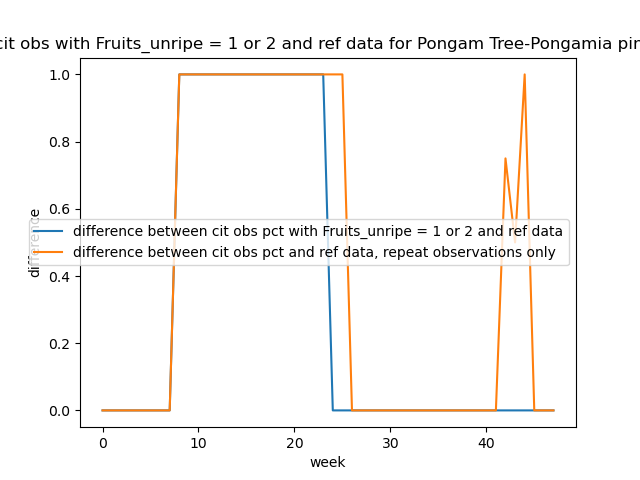 cit obs with Fruits_unripe = 1 or 2 and ref data for Pongam Tree-Pongamia pin
1.0
0.8
0.6
0.4
0.2
0.0
difference
difference between cit obs pct with Fruits_unripe = 1 or 2 and ref data
difference between cit obs pct and ref data, repeat observations only
0 10 20 30 40
week